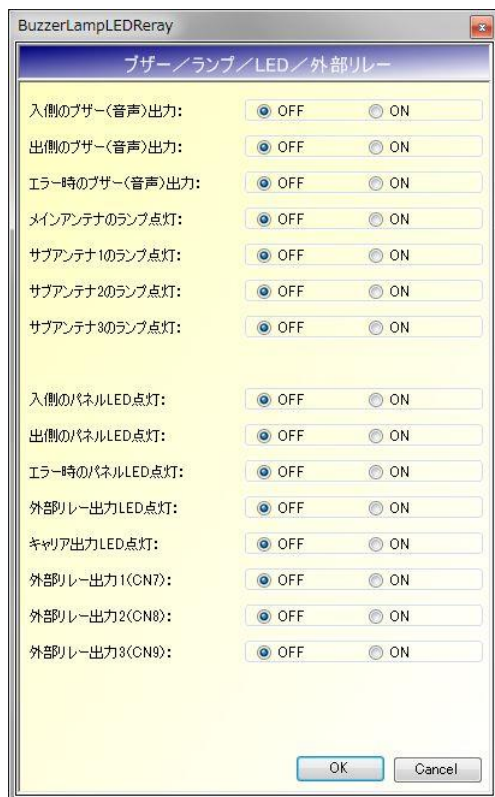 BuzzerLampLEDReray
ブザー／ランプ／LED／外部リレー
入側のブザー(音声)出力: OFF ON
出側のブザー(音声)出力: OFF ON
エラー時のブザー(音声)出力: OFF ON
メインアンテナのランプ点灯: OFF ON
サブアンテナ1のランプ点灯: OFF ON
サブアンテナ2のランプ点灯: OFF ON
サブアンテナ3のランプ点灯: OFF ON
入側のパネルLED点灯: OFF ON
出側のパネルLED点灯: OFF ON
エラー時のパネルLED点灯: OFF ON
外部リレー出力LED点灯: OFF ON
キャリア出力LED点灯: OFF ON
外部リレー出力1(CN7): OFF ON
外部リレー出力2(CN8): OFF ON
外部リレー出力3(CN9): OFF ON
OK Cancel